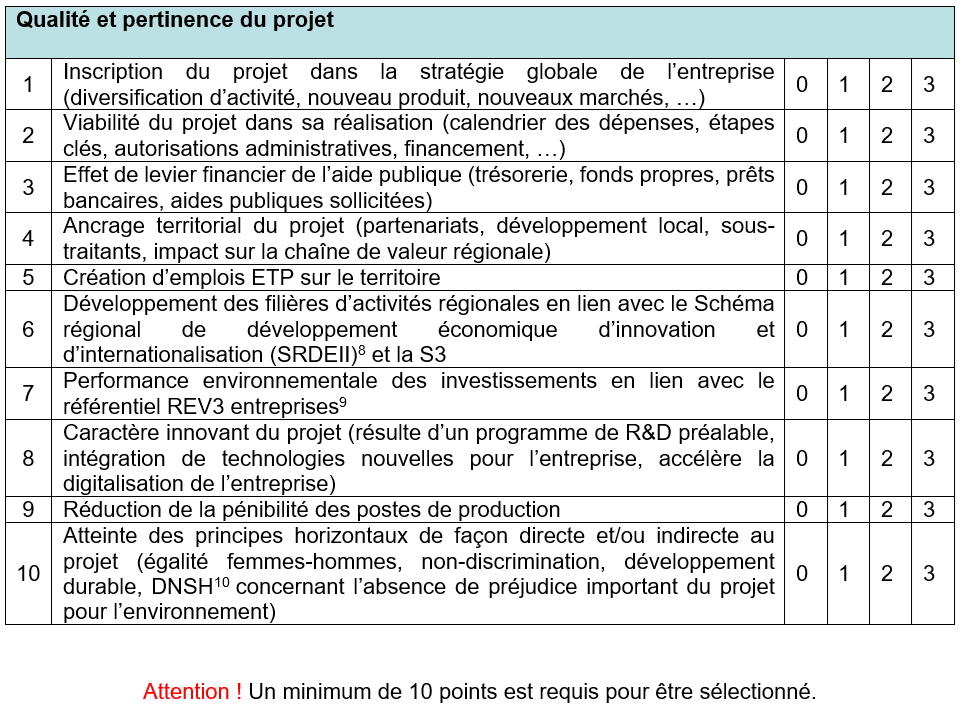 Qualité et pertinence du projet
1 Inscription du projet dans la stratégie globale de l’entreprise 0 1 2 3
(diversification d’activité, nouveau produit, nouveaux marchés, …)
2 Viabilité du projet dans sa réalisation (calendrier des dépenses, étapes 0 1 2 3
clés, autorisations administratives, financement, …)
3 Effet de levier financier de l’aide publique (trésorerie, fonds propres, prêts 0 1 2 3
bancaires, aides publiques sollicitées)
4 Ancrage territorial du projet (partenariats, développement local, sous- 0 1 2 3
traitants, impact sur la chaîne de valeur régionale)
5 Création d’emplois ETP sur le territoire 0 1 2 3
6 Développement des filières d’activités régionales en lien avec le Schéma 0 1 2 3
régional de développement économique d’innovation et
d’internationalisation (SRDEII)⁸ et la S3
7 Performance environnementale des investissements en lien avec le 0 1 2 3
référentiel REV3 entreprises⁹
8 Caractère innovant du projet (résulte d’un programme de R&D préalable, 0 1 2 3
intégration de technologies nouvelles pour l’entreprise, accélère la
digitalisation de l’entreprise)
9 Réduction de la pénibilité des postes de production 0 1 2 3
10 Atteinte des principes horizontaux de façon directe et/ou indirecte au 0 1 2 3
projet (égalité femmes-hommes, non-discrimination, développement
durable, DNSH¹⁰ concernant l’absence de préjudice important du projet
pour l’environnement)
Attention ! Un minimum de 10 points est requis pour être sélectionné.